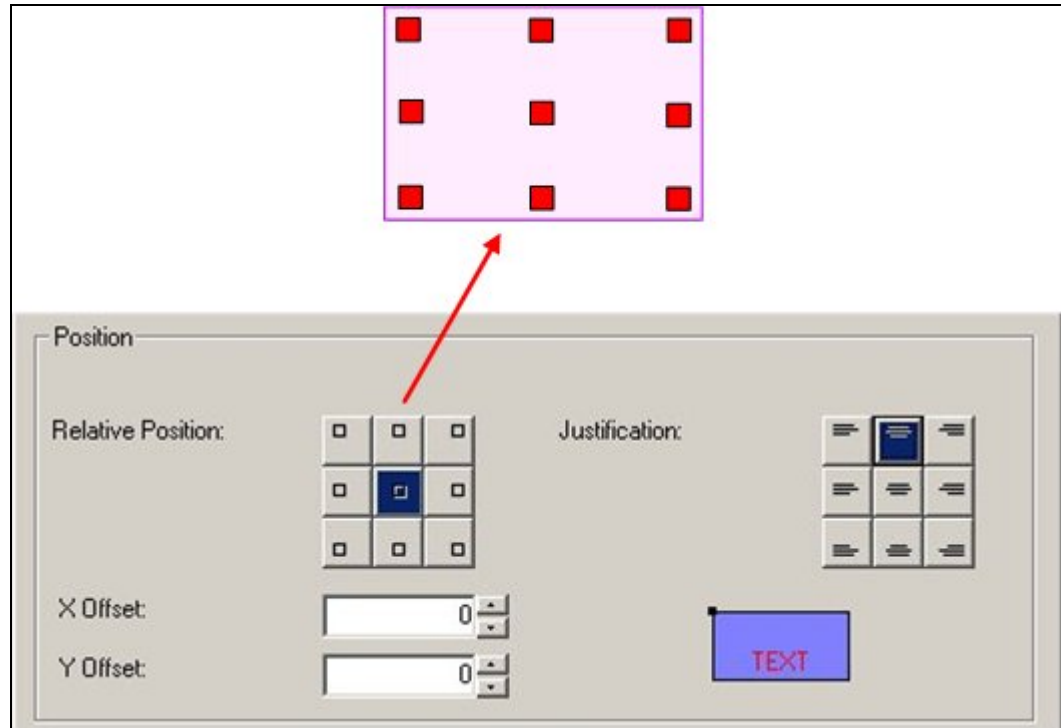 Position
Relative Position:
Justification:
X Offset:
0
Y Offset:
0
TEXT